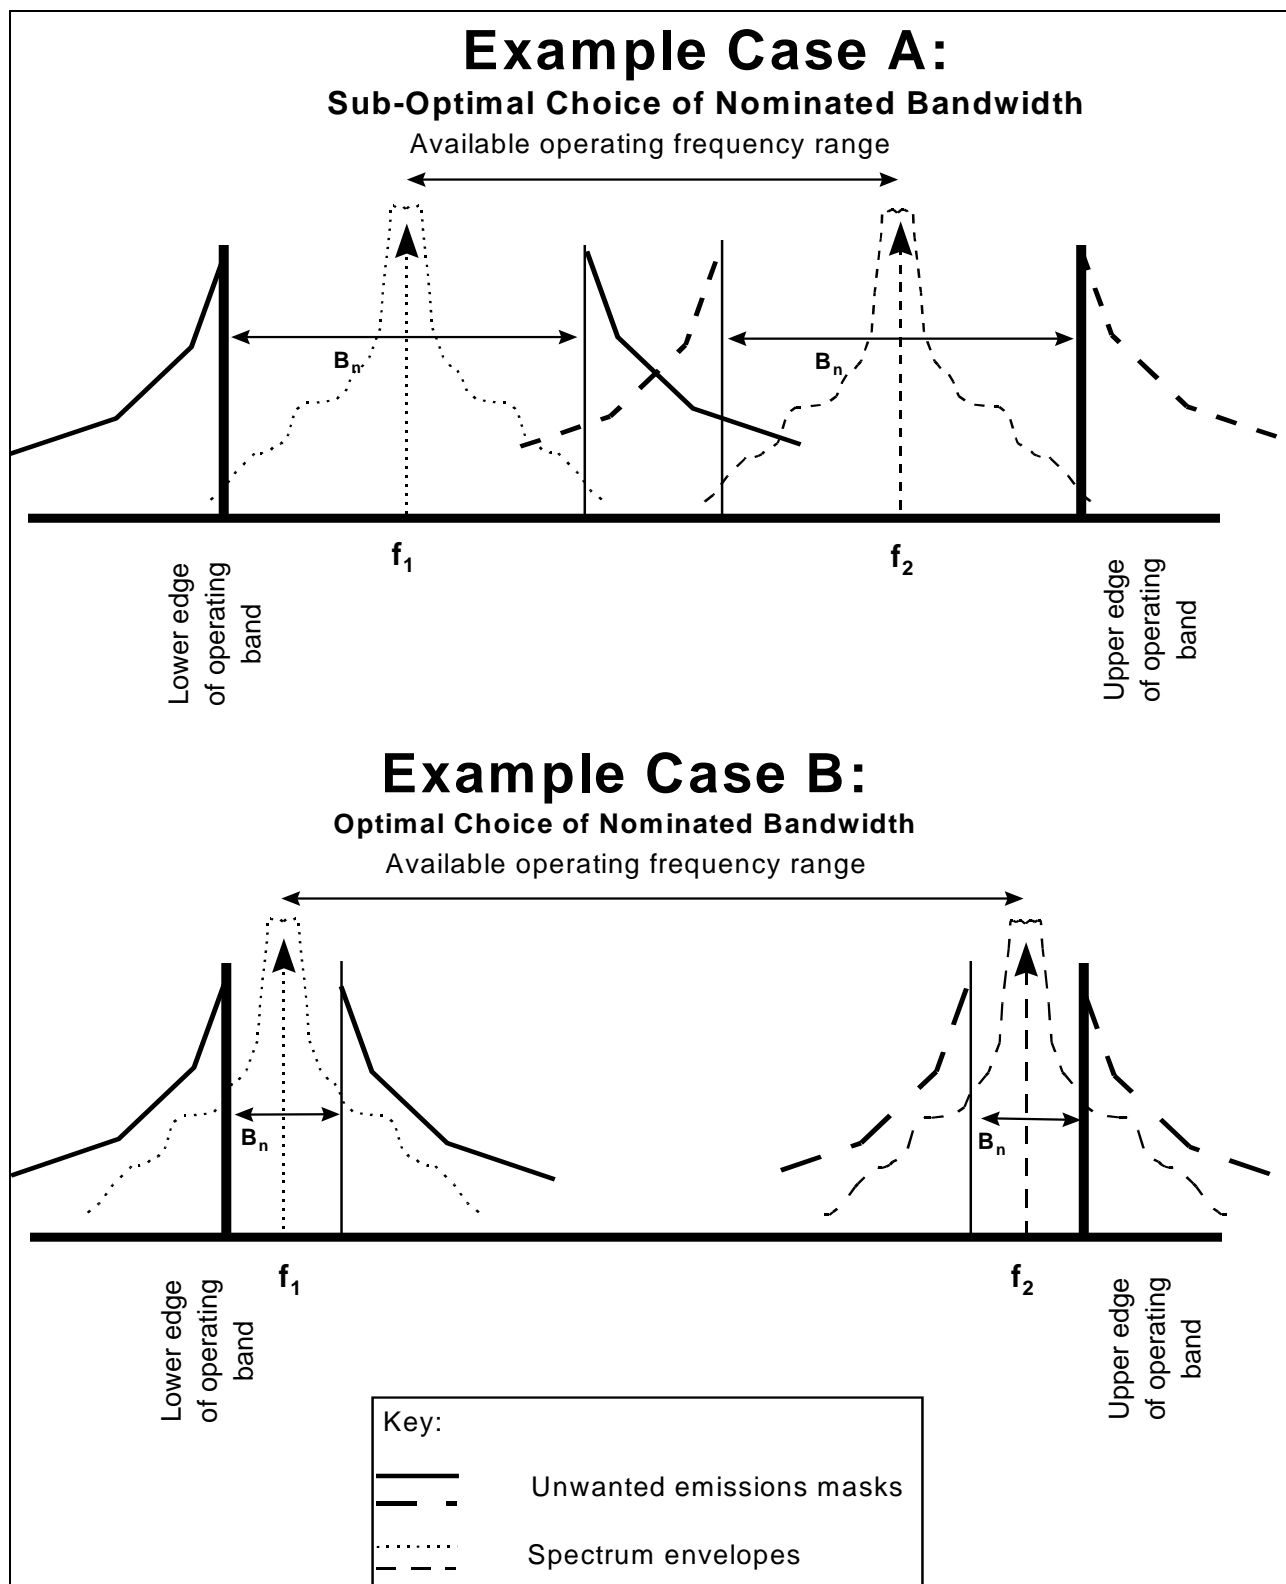 Example Case A:
Sub-Optimal Choice of Nominated Bandwidth
Available operating frequency range
Bn
Bn
f1
f2
Lower edge
of operating
band
Upper edge
of operating
band
Example Case B:
Optimal Choice of Nominated Bandwidth
Available operating frequency range
Bn
Bn
f1
f2
Lower edge
of operating
band
Upper edge
of operating
band
Key:
Unwanted emissions masks
Spectrum envelopes